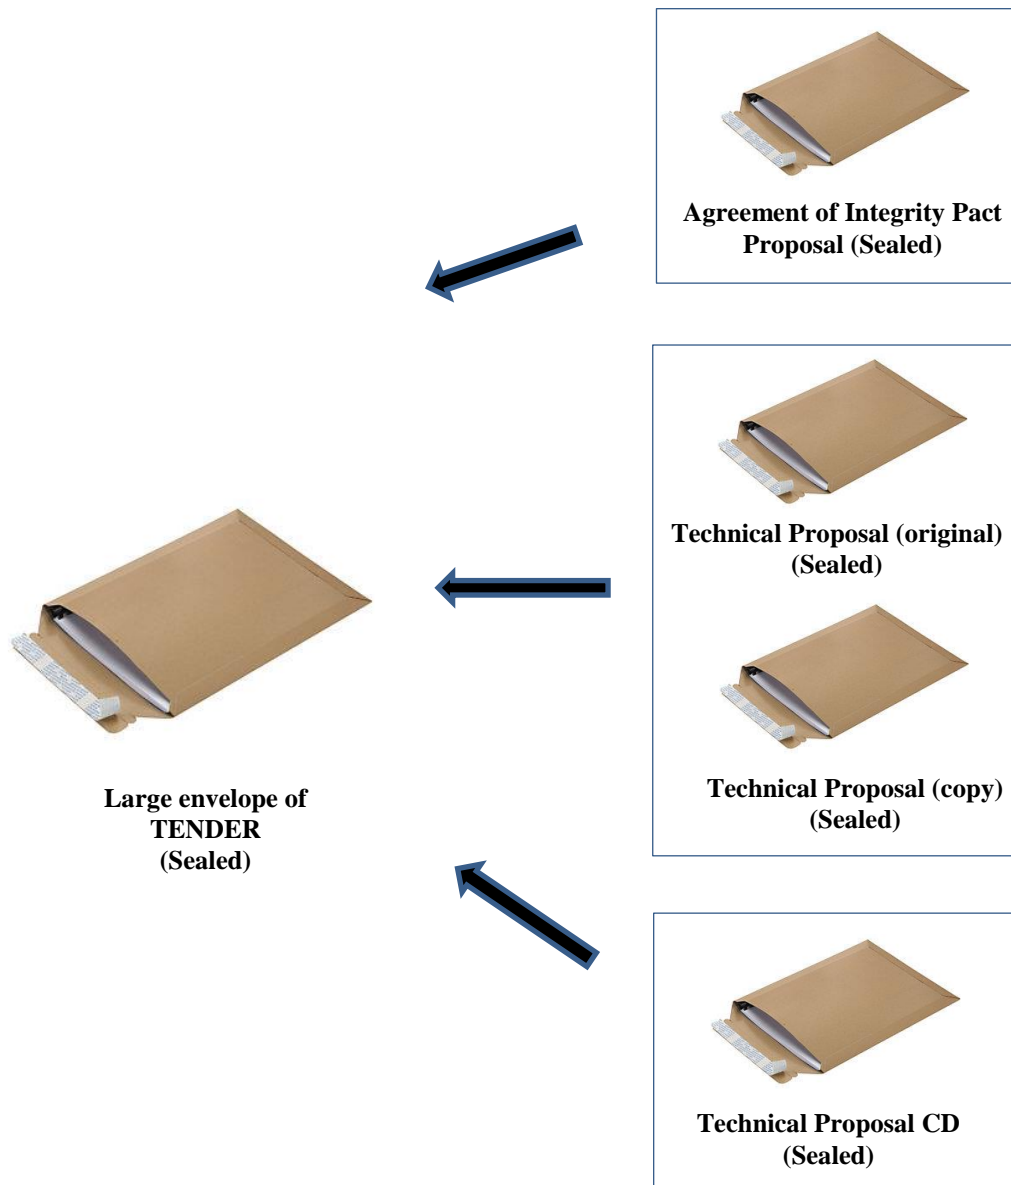 Agreement of Integrity Pact
Proposal (Sealed)
Technical Proposal (original)
(Sealed)
Technical Proposal (copy)
(Sealed)
Large envelope of
TENDER
(Sealed)
Technical Proposal CD
(Sealed)